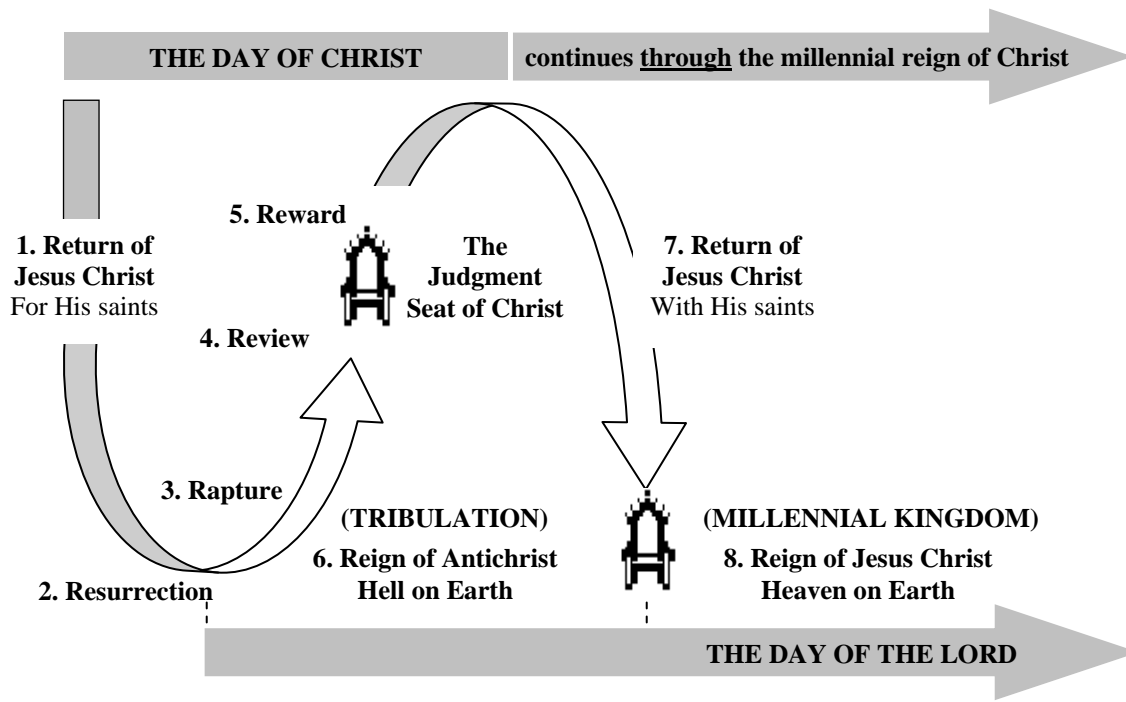 THE DAY OF CHRIST
continues through the millennial reign of Christ
1. Return of
Jesus Christ
For His saints
5. Reward
The
Judgment
Seat of Christ
4. Review
7. Return of
Jesus Christ
With His saints
3. Rapture
2. Resurrection
(TRIBULATION)
6. Reign of Antichrist
Hell on Earth
(MILLENNIAL KINGDOM)
8. Reign of Jesus Christ
Heaven on Earth
THE DAY OF THE LORD